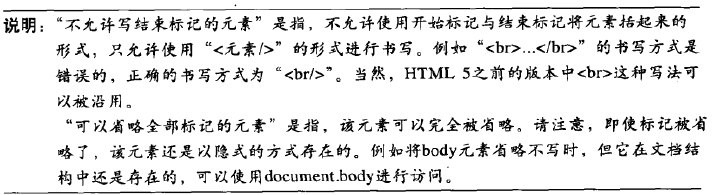 说明：“不允许写结束标记的元素”是指，不允许使用开始标记与结束标记将元素括起来的
形式，只允许使用“<元素/>”的形式进行书写。例如“<br>…</br>”的书写方式是
错误的，正确的书写方式为“<br/>”。当然，HTML 5之前的版本中<br>这种写法可
以被沿用。
“可以省略全部标记的元素”是指，该元素可以完全被省略。请注意，即使标记被省
略了，该元素还是以隐式的方式存在的。例如将body元素省略不写时，但它在文档结
构中还是存在的，可以使用document.body进行访问。